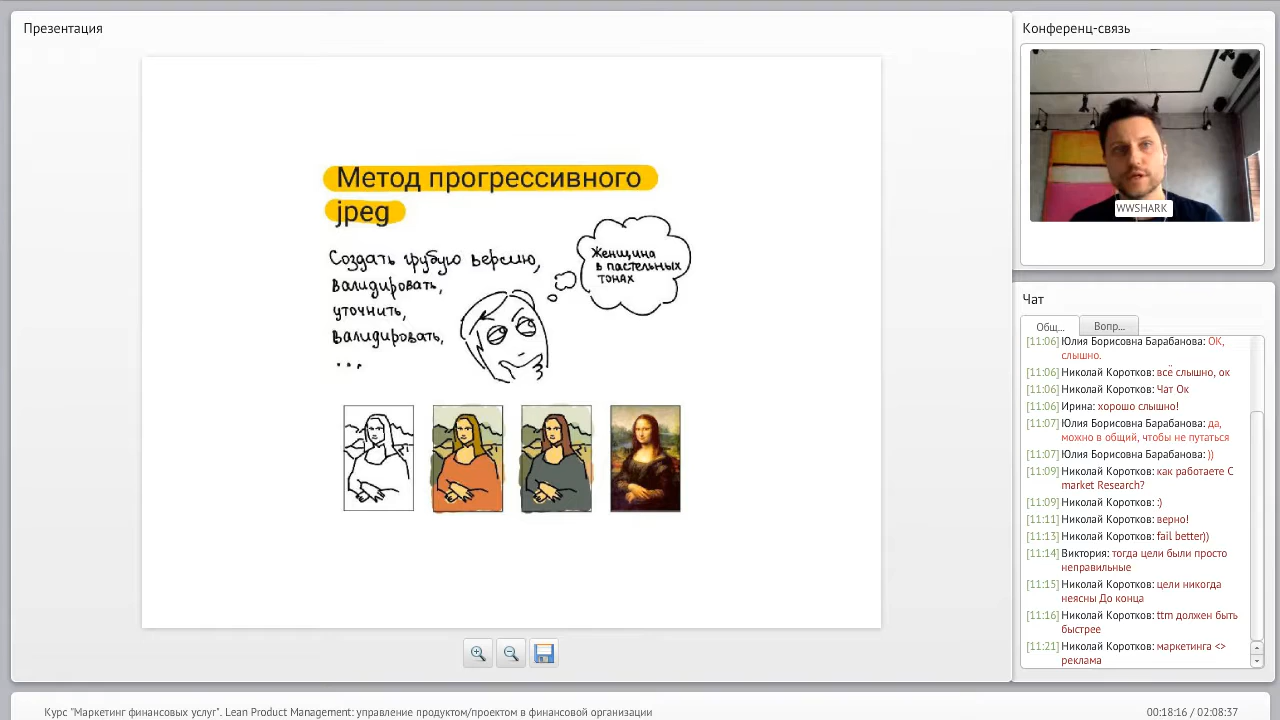 Презентация
Метод прогрессивного
jpeg
Создать грубую версию,
валидировать,
уточнить,
валидировать,
...
Женщина
в пастельных
тонах
Конференц-связь
WWSHARK
Чат
Общ...
Вопр...
[11:06] Юлия Борисовна Барабанова: ОК,
слышно.
[11:06] Николай Коротков: всё слышно, ок
[11:06] Николай Коротков: Чат Ок
[11:06] Ирина: хорошо слышно!
[11:07] Юлия Борисовна Барабанова: да,
можно в общий, чтобы не путаться
[11:07] Юлия Борисовна Барабанова: ))
[11:09] Николай Коротков: как работаете С
market Research?
[11:09] Николай Коротков: :)
[11:11] Николай Коротков: верно!
[11:13] Николай Коротков: fail better))
[11:14] Виктория: тогда цели были просто
неправильные
[11:15] Николай Коротков: цели никогда
неясны До конца
[11:16] Николай Коротков: ttm должен быть
быстрее
[11:21] Николай Коротков: маркетинга <>
реклама
Курс "Маркетинг финансовых услуг". Lean Product Management: управление продуктом/проектом в финансовой организации
00:18:16 / 02:08:37